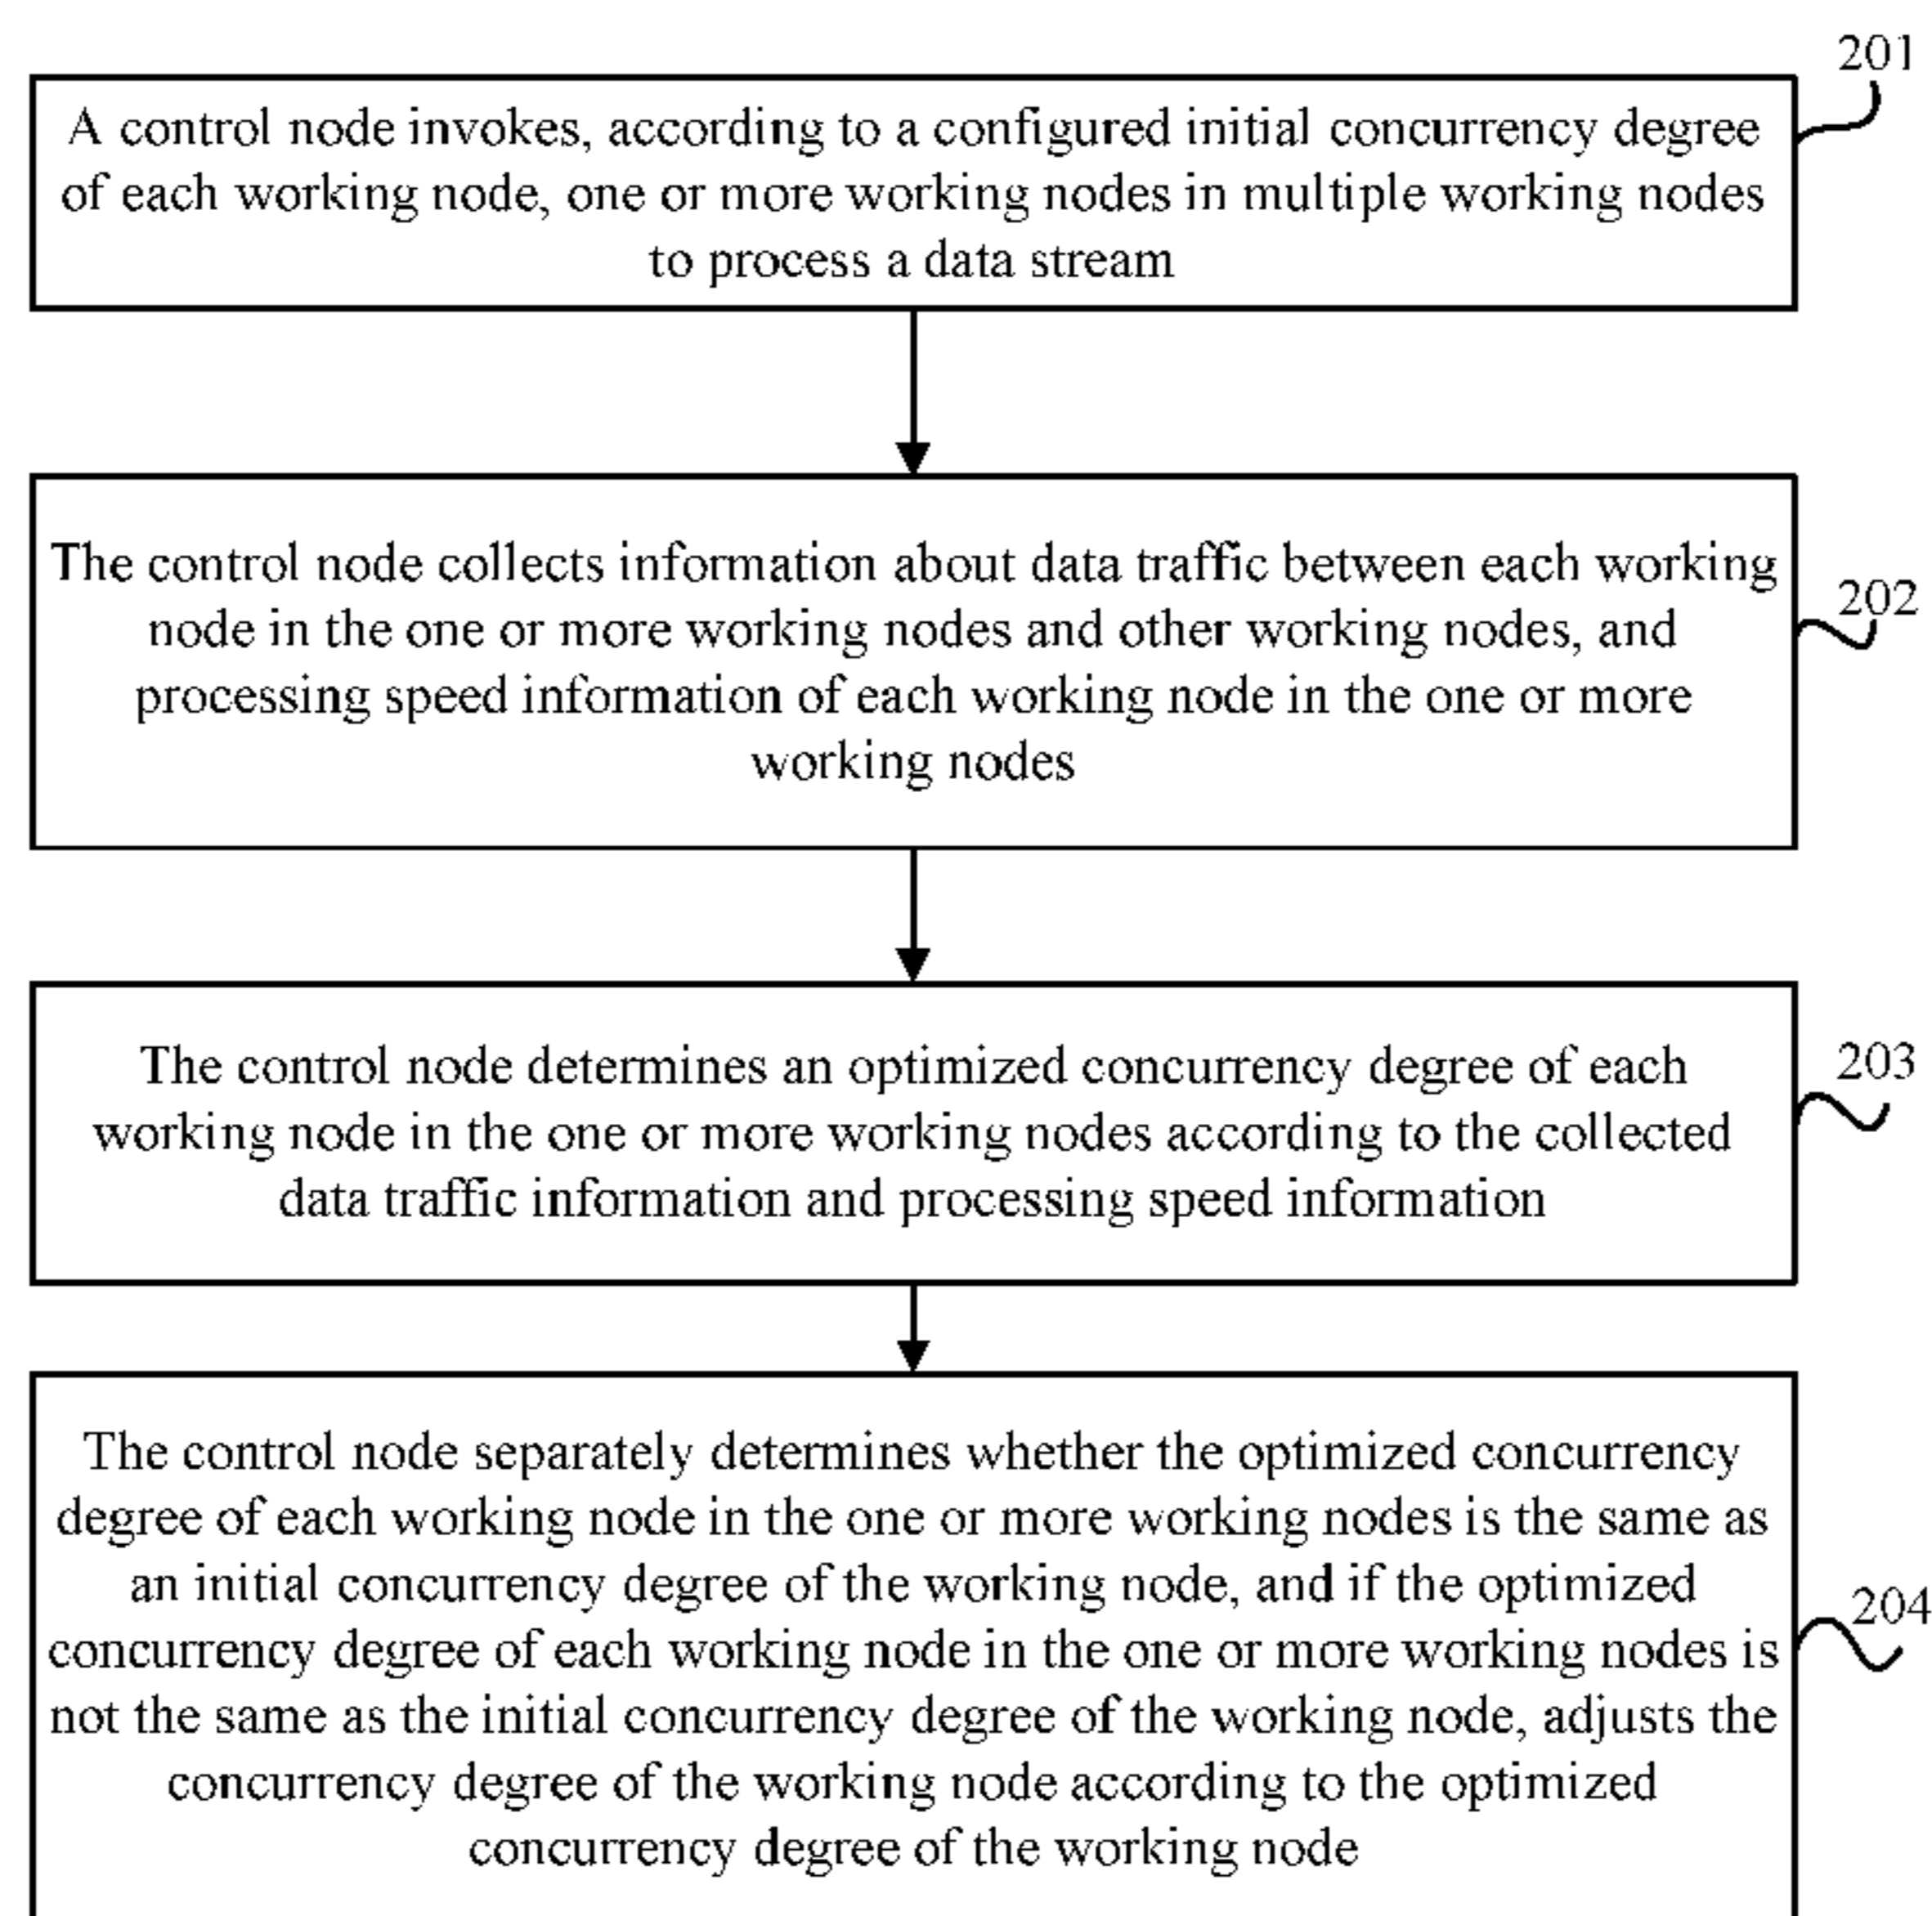 201
A control node invokes, according to a configured initial concurrency degree
of each working node, one or more working nodes in multiple working nodes
to process a data stream
The control node collects information about data traffic between each working
node in the one or more working nodes and other working nodes, and
processing speed information of each working node in the one or more
working nodes
202
The control node determines an optimized concurrency degree of each
working node in the one or more working nodes according to the collected
data traffic information and processing speed information
203
The control node separately determines whether the optimized concurrency
degree of each working node in the one or more working nodes is the same as
an initial concurrency degree of the working node, and if the optimized
concurrency degree of each working node in the one or more working nodes is
not the same as the initial concurrency degree of the working node, adjusts the
concurrency degree of the working node according to the optimized
concurrency degree of the working node
204